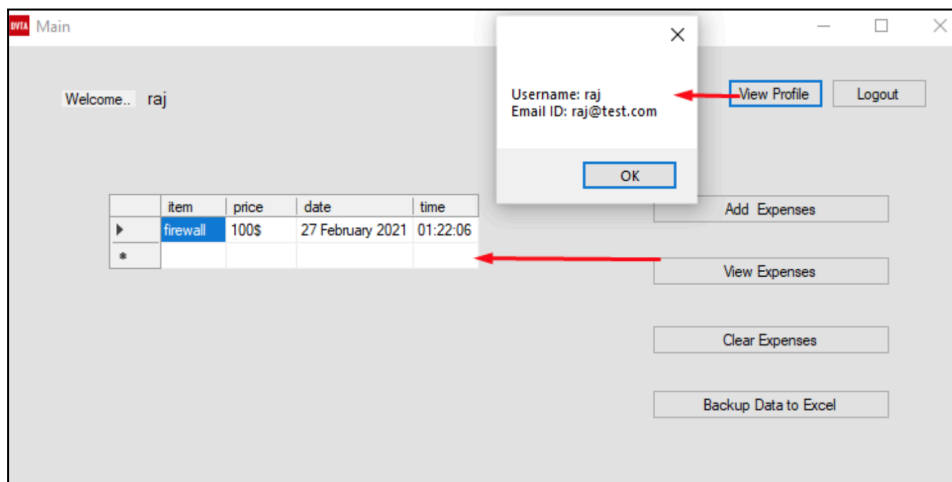 DVTA Main
Welcome.. raj
Username: raj
Email ID: raj@test.com
OK
View Profile
Logout
item price date time
firewall 100$ 27 February 2021 01:22:06
Add Expenses
View Expenses
Clear Expenses
Backup Data to Excel